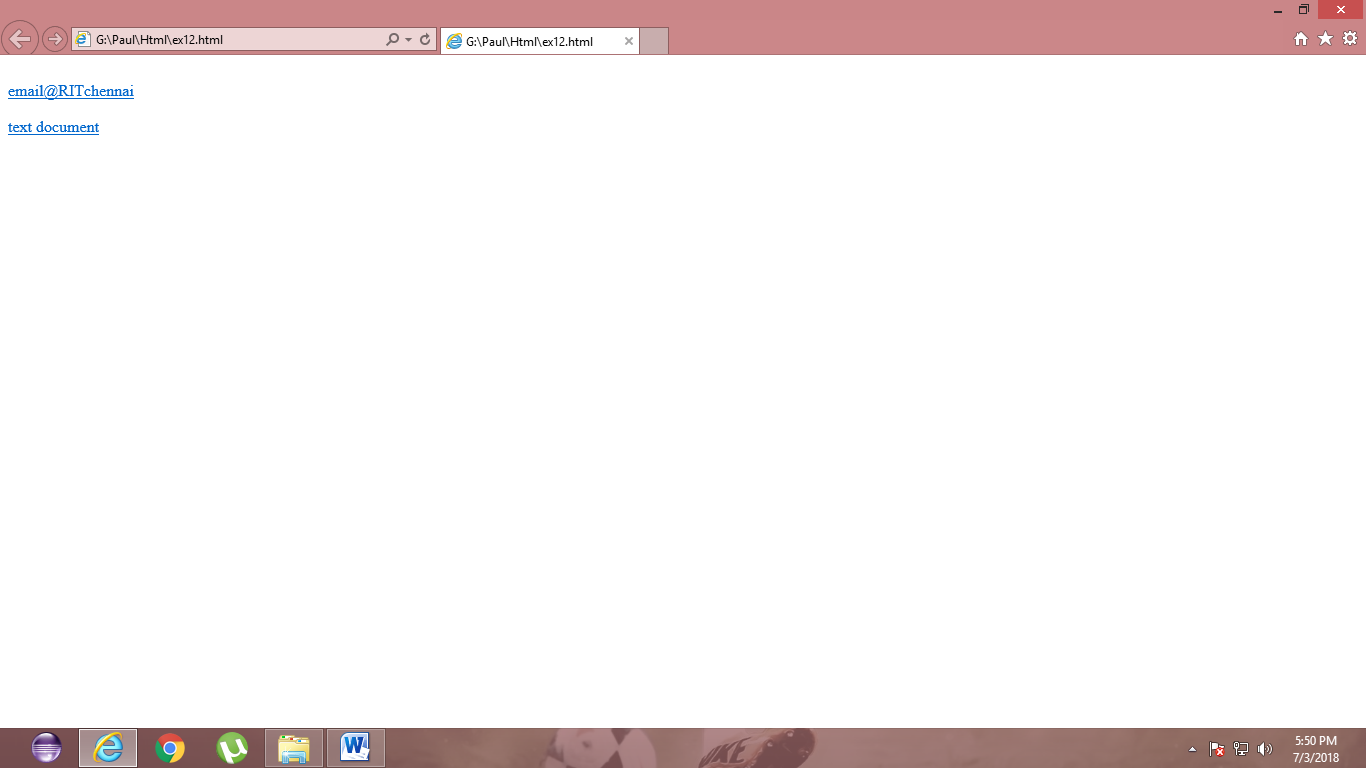 G:\Paul\Html\ex12.html
G:\Paul\Html\ex12.html
email@RITchennai
text document
5:50 PM
7/3/2018